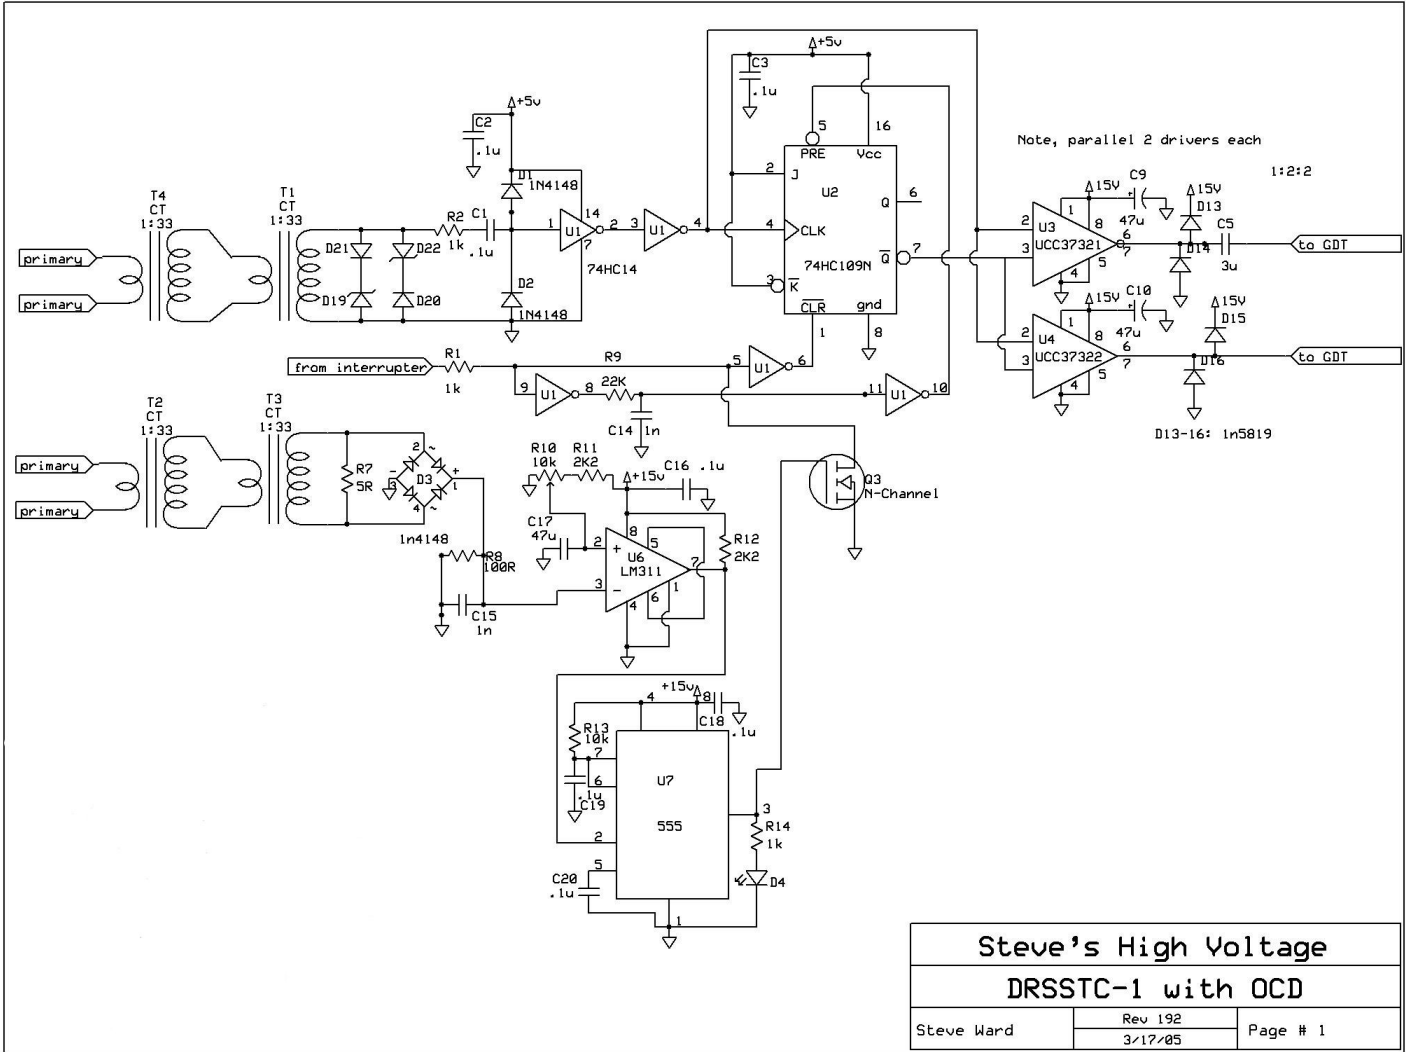 +5v
C3
.1u
+5v
C2
.1u
5
16
PRE
Vcc
Note, parallel 2 drivers each
1:2:2
D1
1N4148
2
J
U2
Q
6
15V
C9
47u
15V
D13
T4
CT
1:33
T1
CT
1:33
R2
1k
C1
.1u
14
1
U1
2
3
U1
4
4
CLK
7
74HC14
74HC109N
Q
7
2
U3
1
8
UCC37321
6
7
3
4
5
D14
C5
3u
to GDT
primary
primary
D21
D22
D19
D20
D2
1N4148
3
K
CLR
gnd
1
8
15V
C10
47u
15V
D15
2
U4
1
8
UCC37322
6
7
3
4
5
D16
to GDT
D13-16: 1n5819
from interrupter
R1
1k
R9
22K
5
U1
6
9
U1
8
11
U1
10
C14
1n
T2
CT
1:33
T3
CT
1:33
primary
primary
R7
5R
2
~
-
+
3
D3
1
4
~
1n4148
R10
10k
R11
2K2
+15v
C16
.1u
Q3
N-Channel
C17
47u
8
5
2
+
U6
LM311
7
R12
2K2
3
-
1
6
4
R8
100R
C15
1n
+15v
4
8
C18
.1u
R13
10k
7
6
.1u
C19
U7
555
3
R14
1k
2
5
C20
.1u
D4
1
Steve's High Voltage
DRSSTC-1 with OCD
Steve Ward
Rev 192
3/17/05
Page # 1